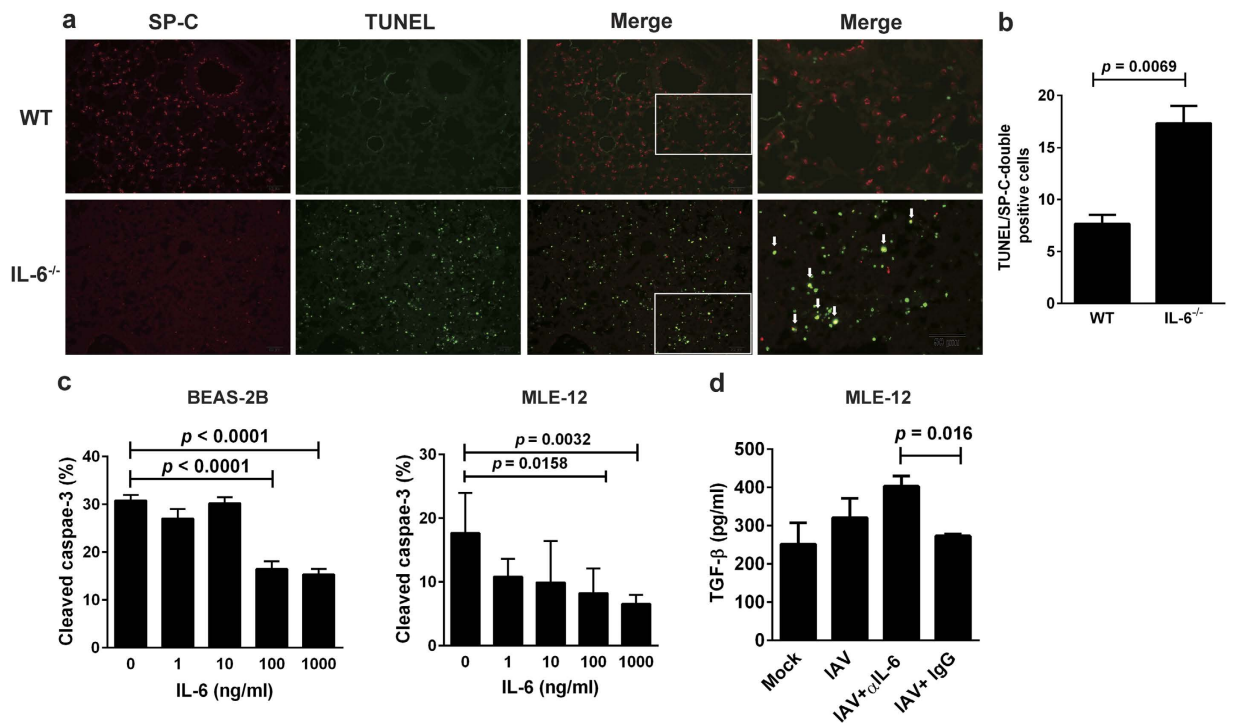 a
SP-C TUNEL Merge Merge
WT
IL-6-/-
b
p = 0.0069
TUNEL/SP-C-double
positive cells
20
15
10
5
0
WT IL-6-/-
c
BEAS-2B
Cleaved caspae-3 (%)
p < 0.0001
p < 0.0001
40
30
20
10
0
0 1 10 100 1000
IL-6 (ng/ml)
MLE-12
Cleaved caspae-3 (%)
p = 0.0032
p = 0.0158
30
20
10
0
0 1 10 100 1000
IL-6 (ng/ml)
d
MLE-12
p = 0.016
TGF-β (pg/ml)
500
400
300
200
100
0
Mock IAV IAV+αIL-6 IAV+ IgG